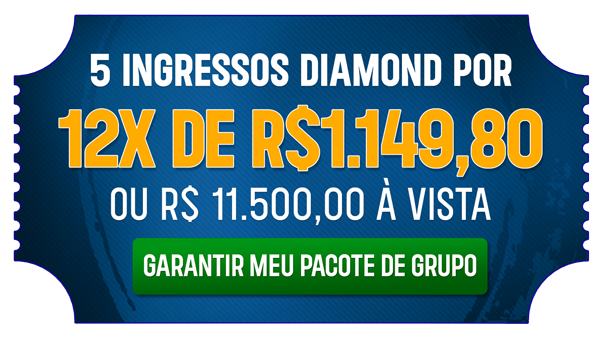 5 INGRESSOS DIAMOND POR
12X DE R$1.149,80
OU R$ 11.500,00 À VISTA
GARANTIR MEU PACOTE DE GRUPO